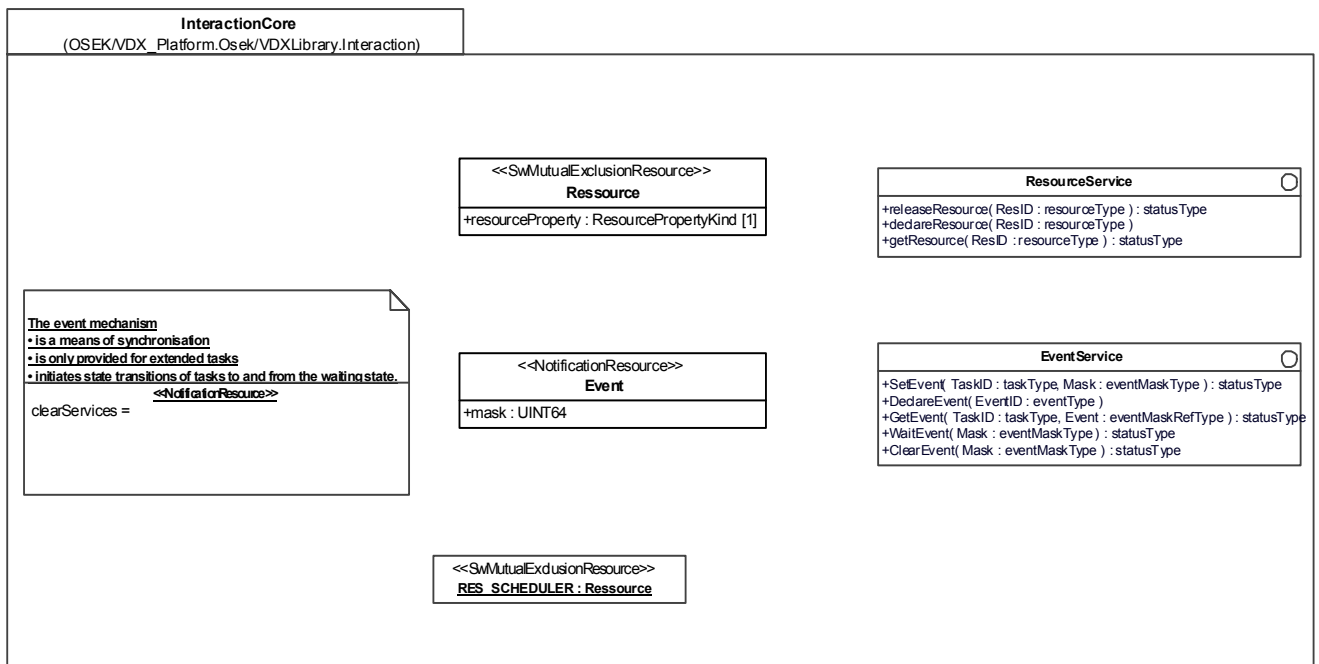 InteractionCore
(OSEK/VDX_Platform.Osek/VDXLibrary.Interaction)
<<SwMutualExclusionResource>>
Ressource
+resourceProperty : ResourcePropertyKind [1]
ResourceService
+releaseResource( ResID : resourceType ) : statusType
+declareResource( ResID : resourceType )
+getResource( ResID : resourceType ) : statusType
The event mechanism
• is a means of synchronisation
• is only provided for extended tasks
• initiates state transitions of tasks to and from the waiting state.
<<NotificationResource>>
clearServices =
<<NotificationResource>>
Event
+mask : UINT64
EventService
+SetEvent( TaskID : taskType, Mask : eventMaskType ) : statusType
+DeclareEvent( EventID : eventType )
+GetEvent( TaskID : taskType, Event : eventMaskRefType ) : statusType
+WaitEvent( Mask : eventMaskType ) : statusType
+ClearEvent( Mask : eventMaskType ) : statusType
<<SwMutualExclusionResource>>
RES_SCHEDULER : Ressource